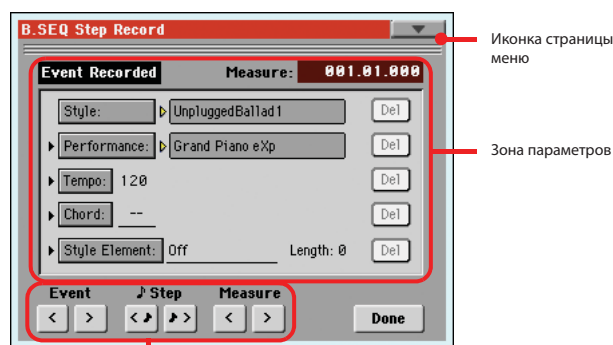 B.SEQ Step Record
Иконка страницы
меню
Event Recorded Measure: 001.01.000
Style: UnpluggedBallad1 Del
Performance: Grand Piano eXp Del
Зона параметров
Tempo: 120 Del
Chord: -- Del
Style Element: Off Length: 0 Del
Event ♪ Step Measure
< > <♪ ♪> < > Done